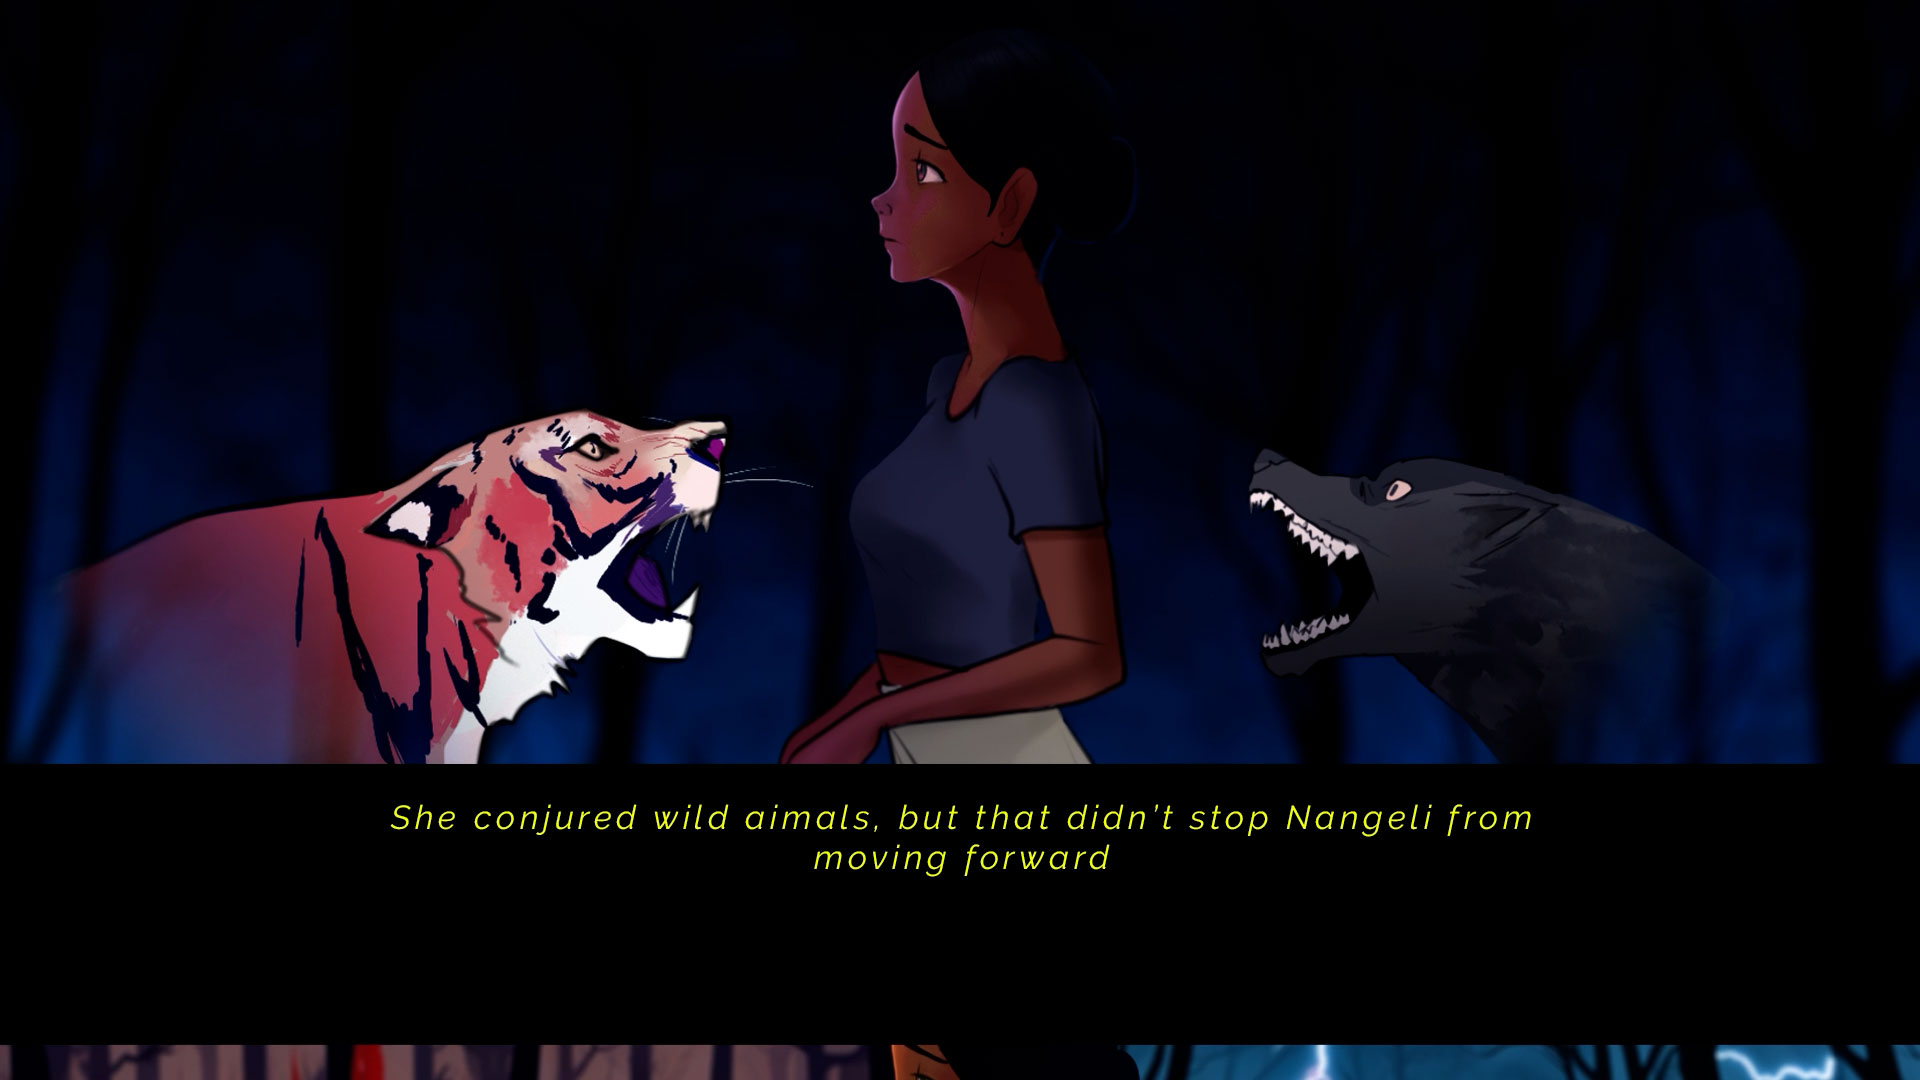 She conjured wild aimals, but that didn’t stop Nangeli from
moving forward